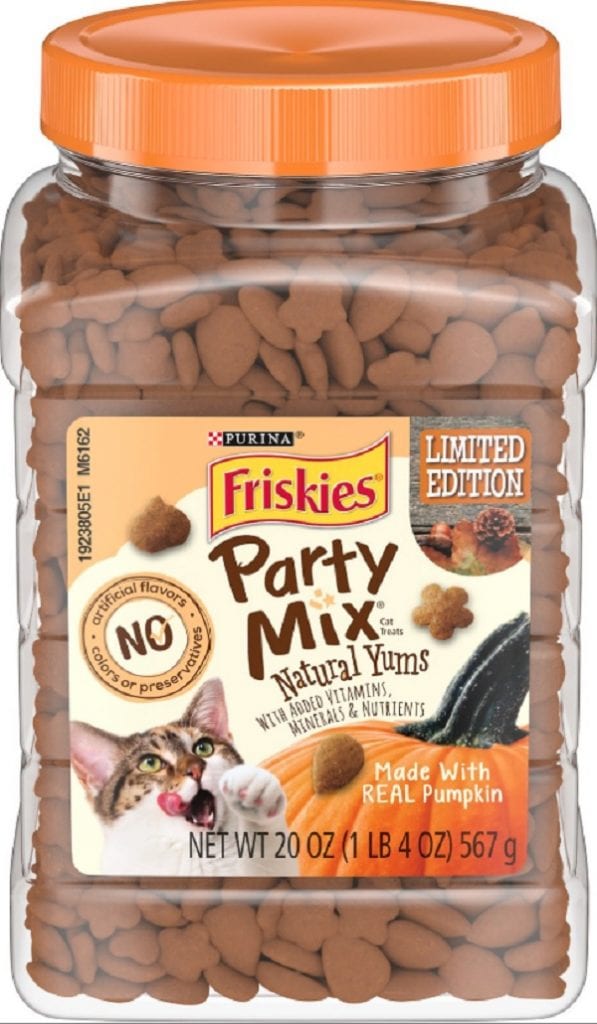 PURINA®
Friskies®
LIMITED
EDITION
1923805E1 M6162
Party
Mix®
Cat
Treats
Natural Yums
WITH ADDED VITAMINS,
MINERALS & NUTRIENTS
artificial flavors
NO
colors or preservatives
Made With
REAL Pumpkin
NET WT 20 OZ (1 LB 4 OZ) 567 g